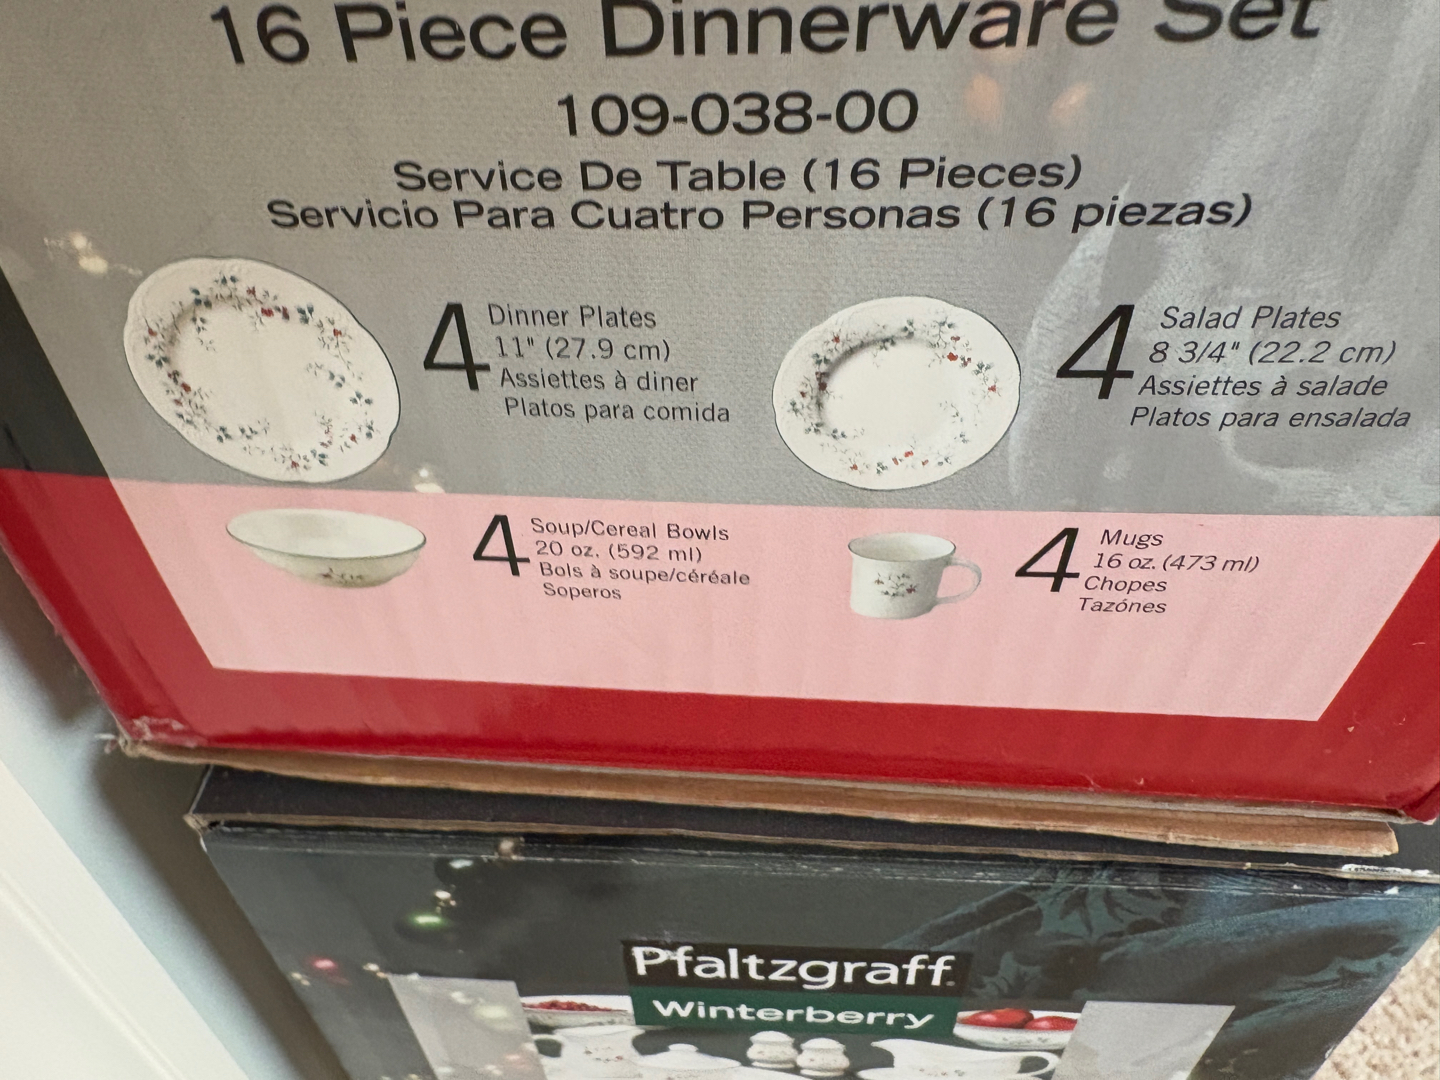 16 Piece Dinnerware Set
109-038-00
Service De Table (16 Pieces)
Servicio Para Cuatro Personas (16 piezas)
4 Dinner Plates
11" (27.9 cm)
Assiettes à diner
Platos para comida
4 Salad Plates
8 3/4" (22.2 cm)
Assiettes à salade
Platos para ensalada
4 Soup/Cereal Bowls
20 oz. (592 ml)
Bols à soupe/céréale
Soperos
4 Mugs
16 oz. (473 ml)
Chopes
Tazónes
Pfaltzgraff
Winterberry